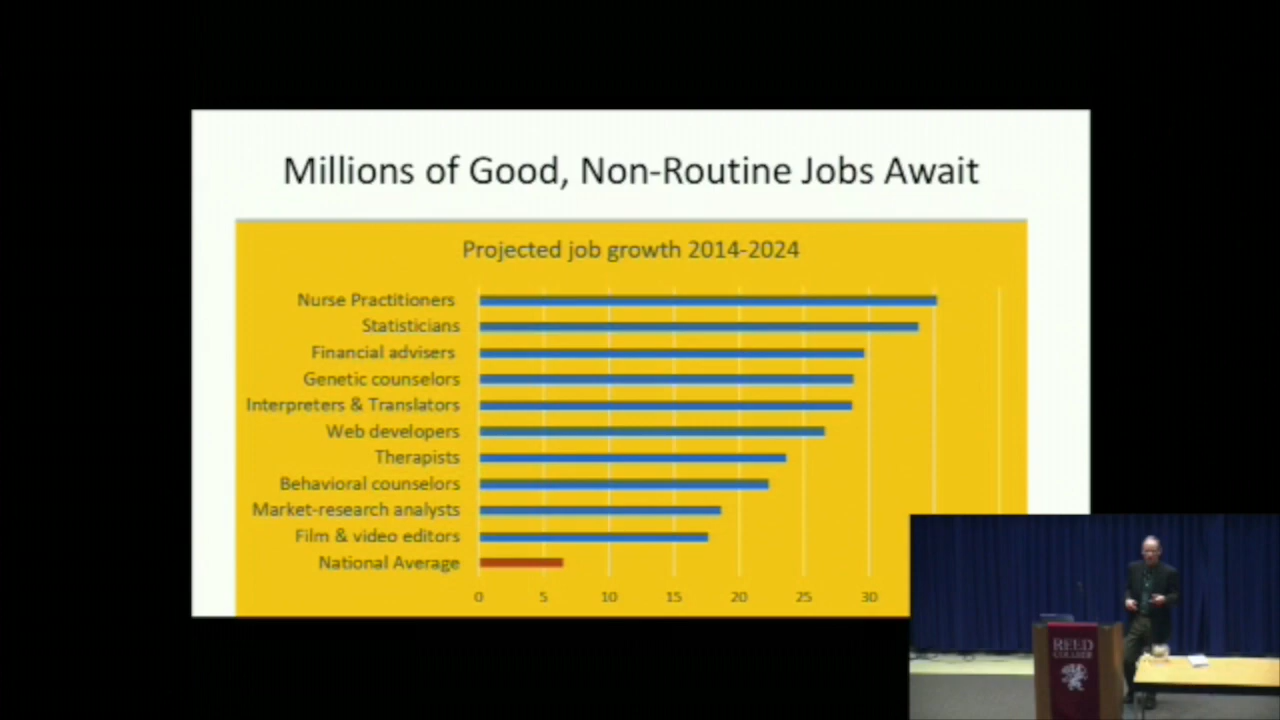 Millions of Good, Non-Routine Jobs Await
Projected job growth 2014-2024
Nurse Practitioners
Statisticians
Financial advisers
Genetic counselors
Interpreters & Translators
Web developers
Therapists
Behavioral counselors
Market-research analysts
Film & video editors
National Average
0 5 10 15 20 25 30
REED
COLLEGE